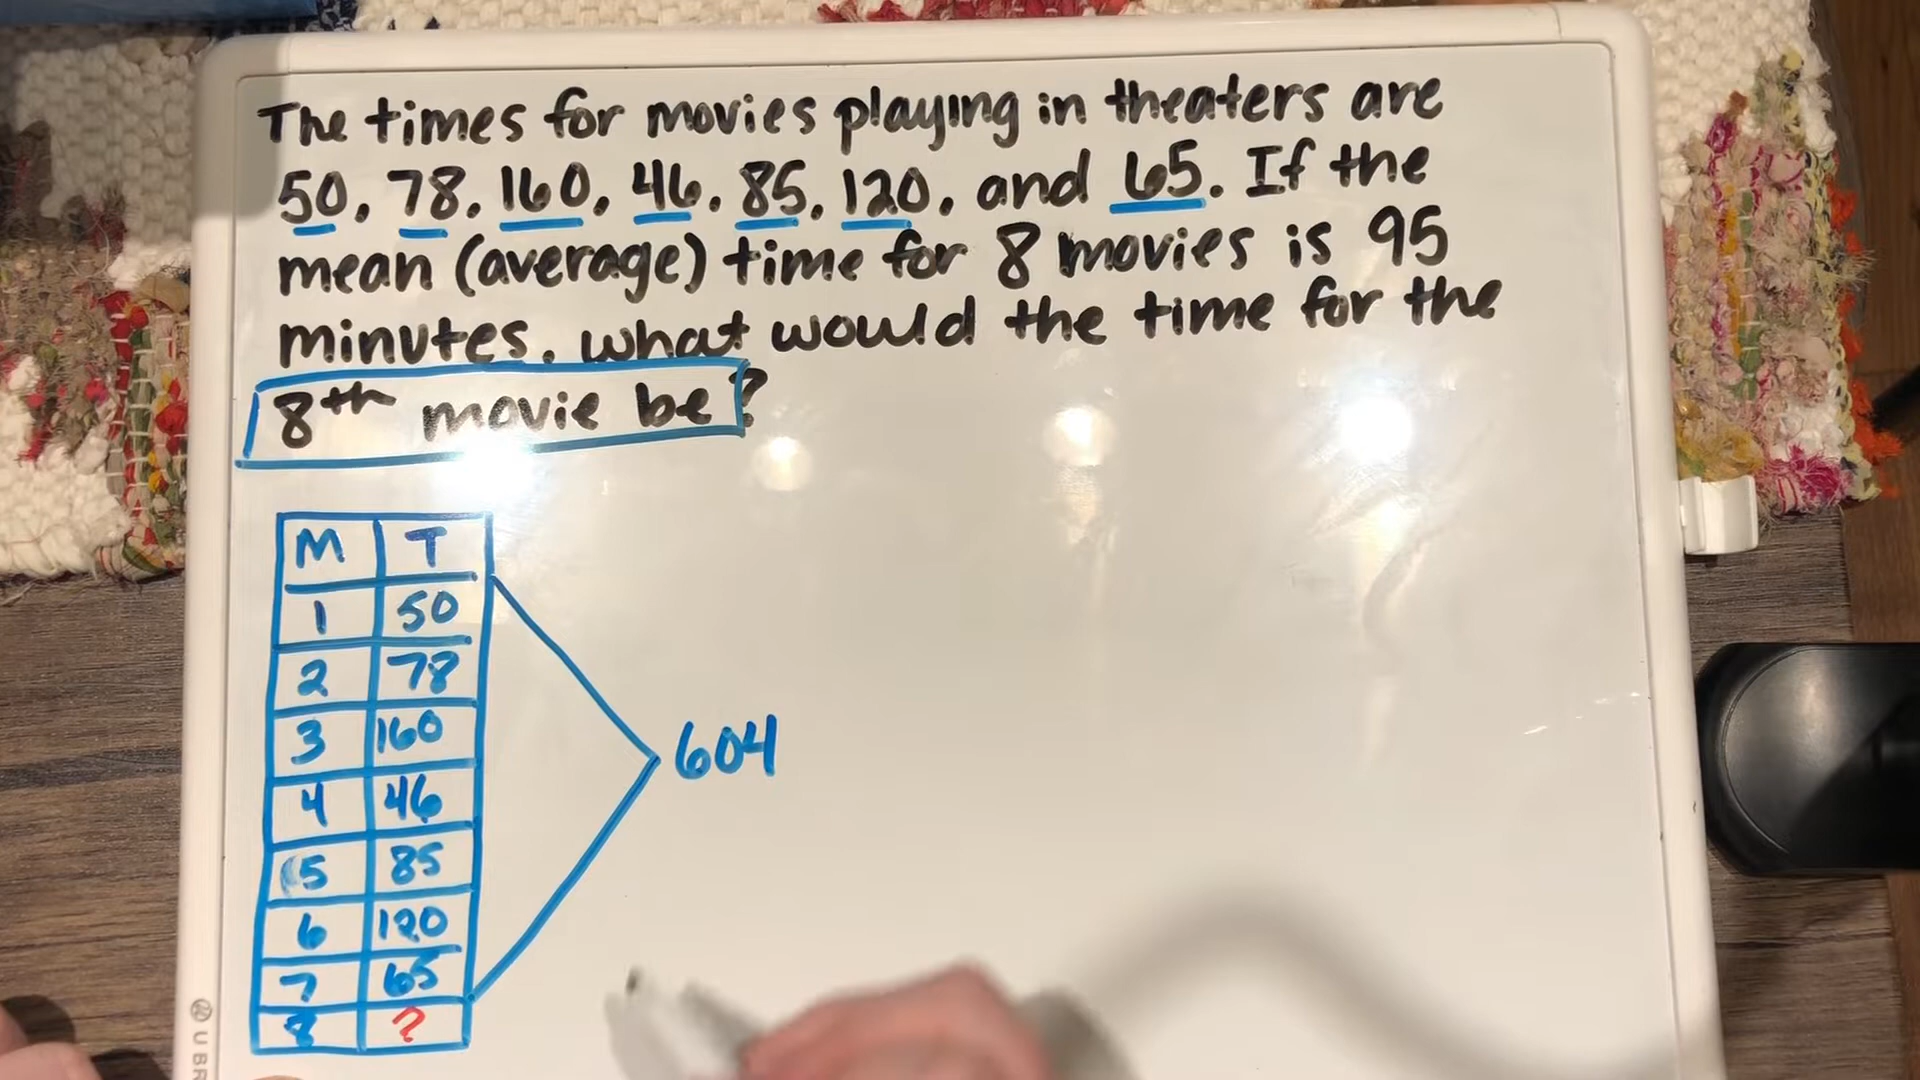 The times for movies playing in theaters are
50, 78, 160, 46, 85, 120, and 65. If the
mean (average) time for 8 movies is 95
minutes, what would the time for the
8th movie be?
M T
1 50
2 78
3 160
4 46
5 85
6 120
7 65
8 ?
604
U BR